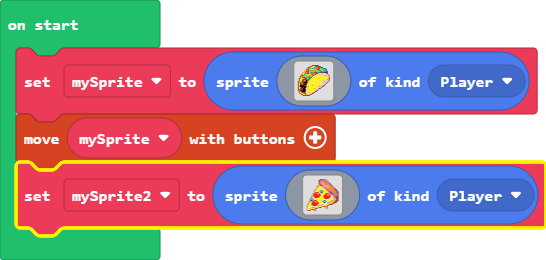 on start
set mySprite to sprite of kind Player
move mySprite with buttons
set mySprite2 to sprite of kind Player